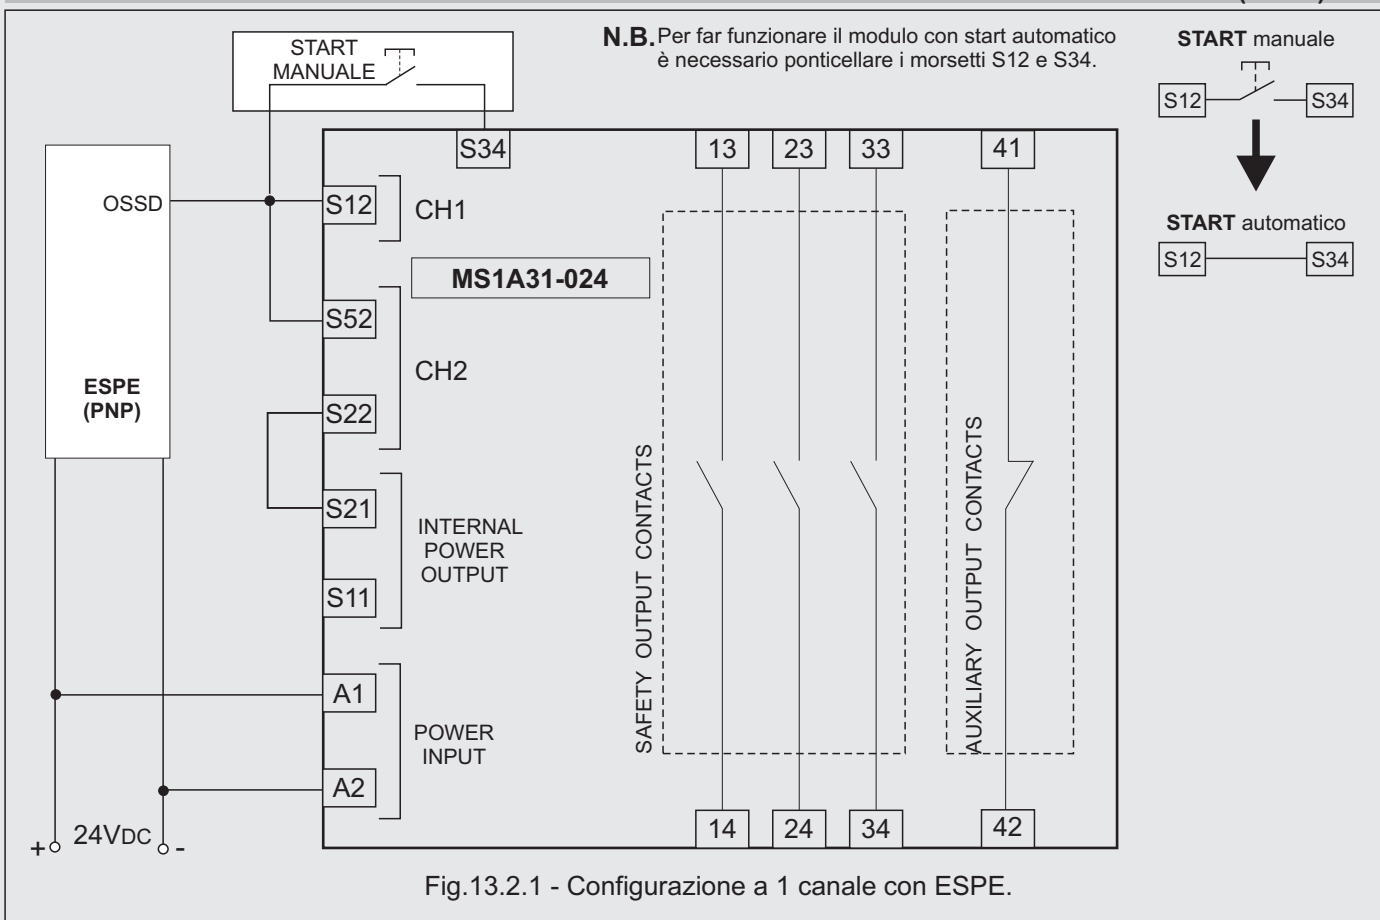 START
MANUALE
N.B. Per far funzionare il modulo con start automatico
è necessario ponticellare i morsetti S12 e S34.
START manuale
S12 S34
START automatico
S12 S34
S34
13 23 33 41
OSSD
S12
CH1
MS1A31-024
S52
CH2
ESPE
(PNP)
S22
S21
INTERNAL
POWER
OUTPUT
S11
SAFETY OUTPUT CONTACTS
AUXILIARY OUTPUT CONTACTS
A1
POWER
INPUT
A2
+ 24VDC -
14 24 34 42
Fig.13.2.1 - Configurazione a 1 canale con ESPE.